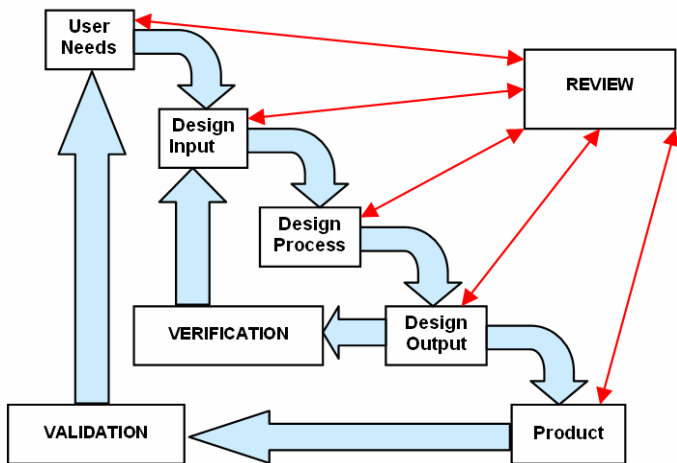 User
Needs
REVIEW
Design
Input
Design
Process
VERIFICATION
Design
Output
VALIDATION
Product